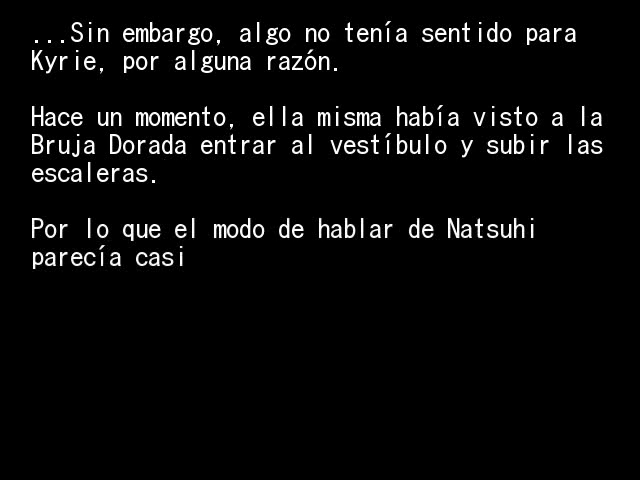 ...Sin embargo, algo no tenía sentido para
Kyrie, por alguna razón.
Hace un momento, ella misma había visto a la
Bruja Dorada entrar al vestíbulo y subir las
escaleras.
Por lo que el modo de hablar de Natsuhi
parecía casi